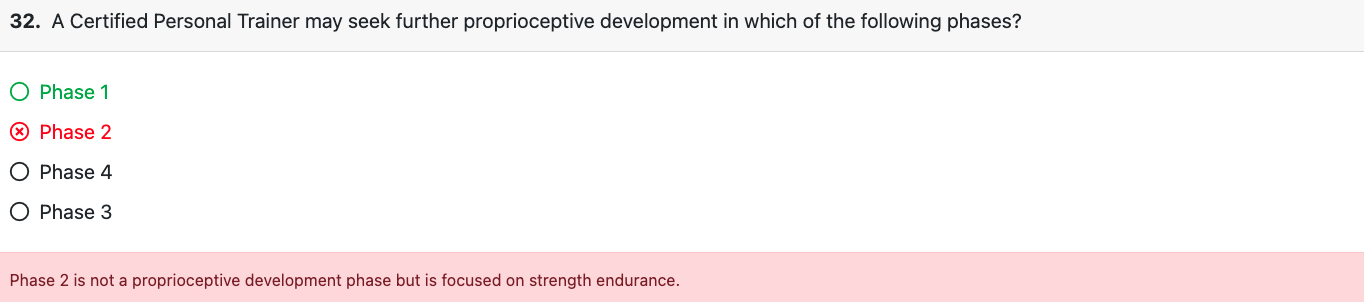 32. A Certified Personal Trainer may seek further proprioceptive development in which of the following phases?
Phase 1
Phase 2
Phase 4
Phase 3
Phase 2 is not a proprioceptive development phase but is focused on strength endurance.